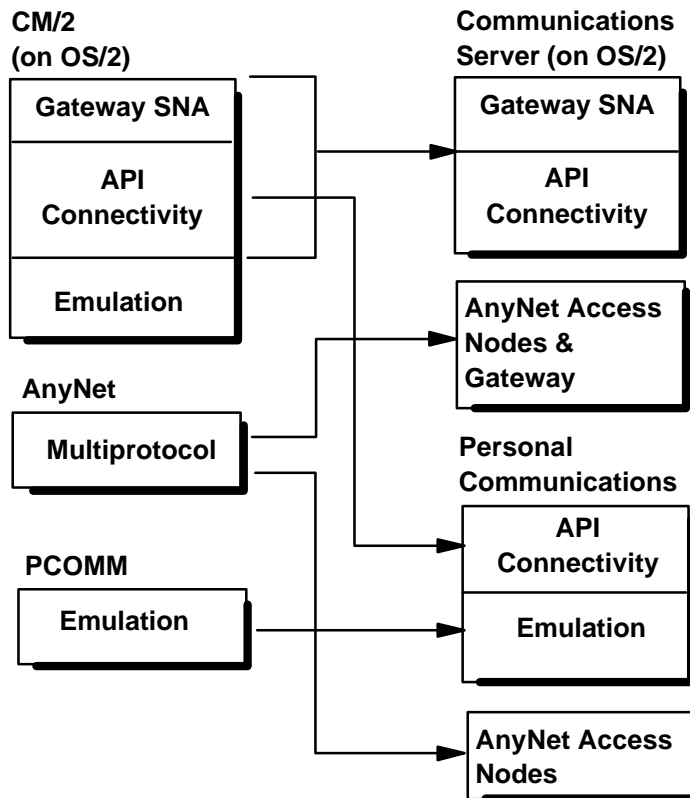 CM/2
(on OS/2)
Gateway SNA
API
Connectivity
Emulation
AnyNet
Multiprotocol
PCOMM
Emulation
Communications
Server (on OS/2)
Gateway SNA
API
Connectivity
AnyNet Access
Nodes &
Gateway
Personal
Communications
API
Connectivity
Emulation
AnyNet Access
Nodes